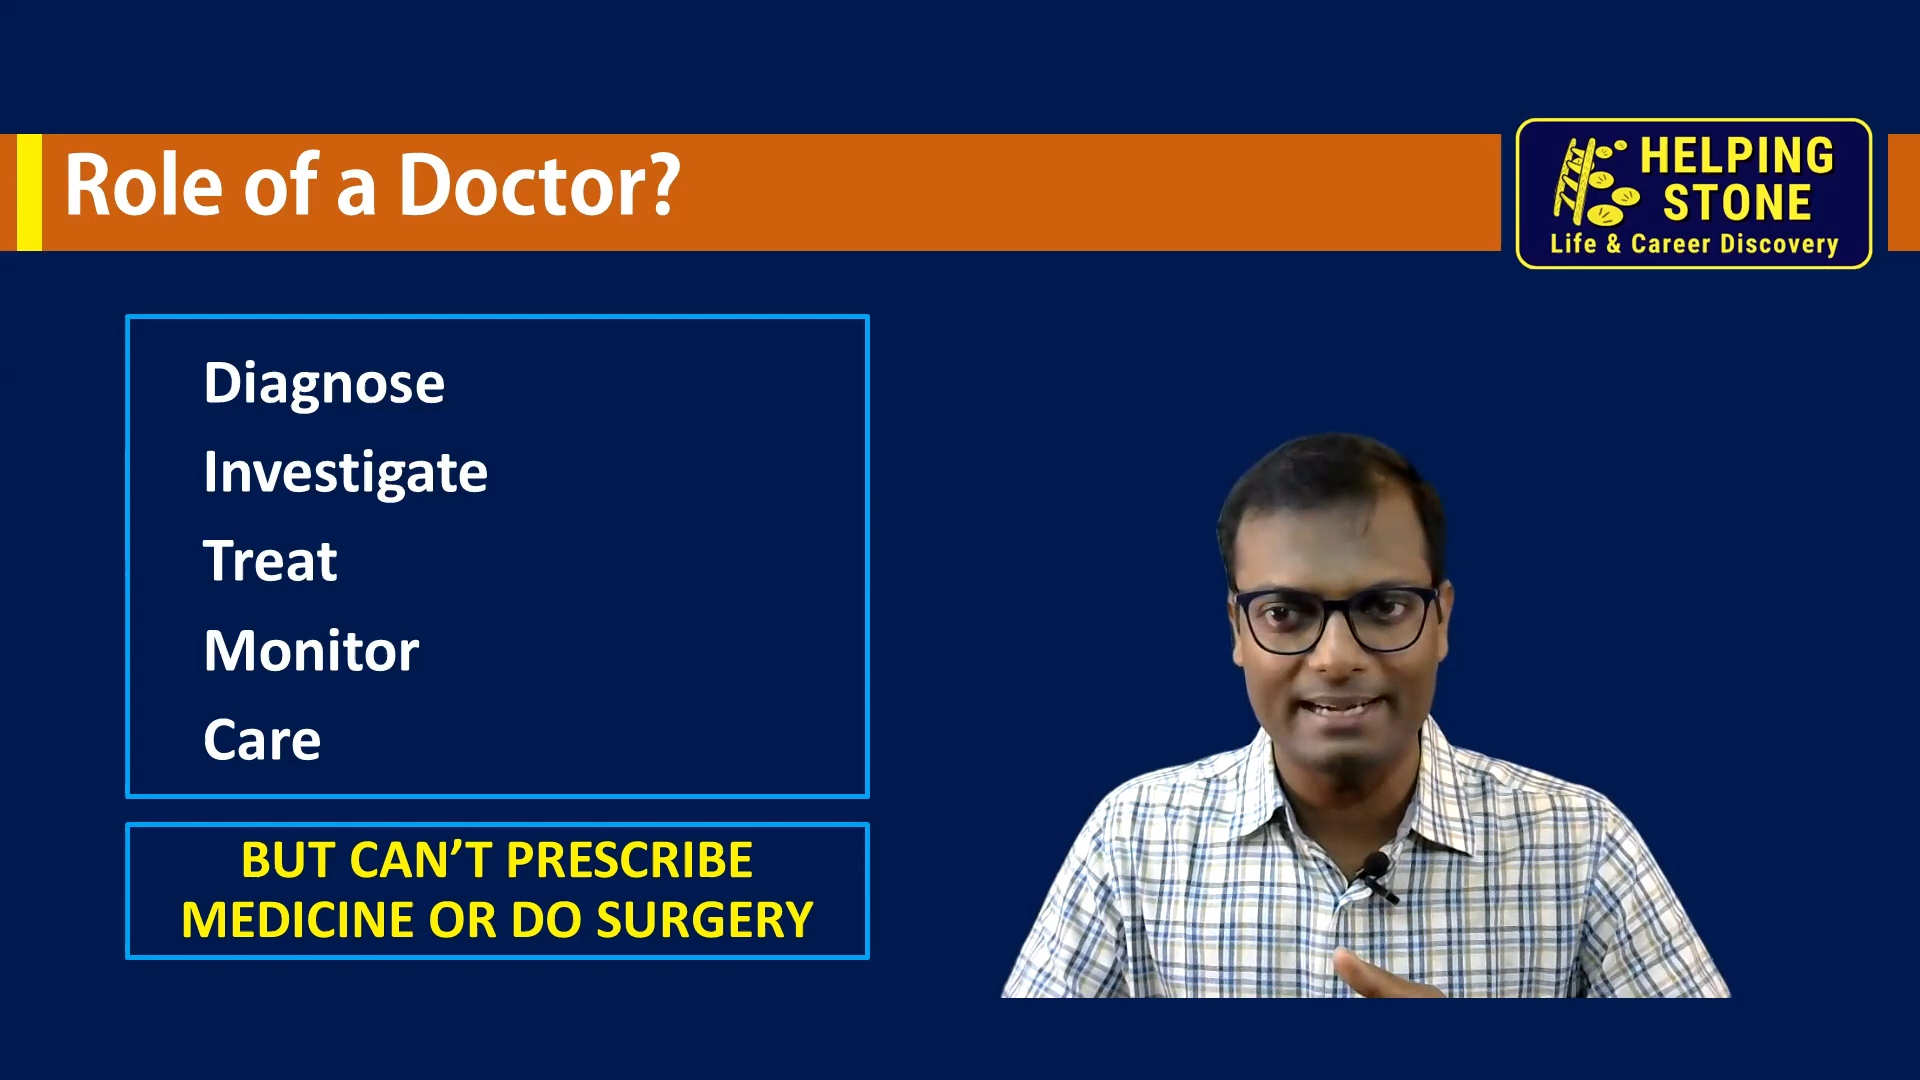 Role of a Doctor?
HELPING
STONE
Life & Career Discovery
Diagnose
Investigate
Treat
Monitor
Care
BUT CAN’T PRESCRIBE
MEDICINE OR DO SURGERY